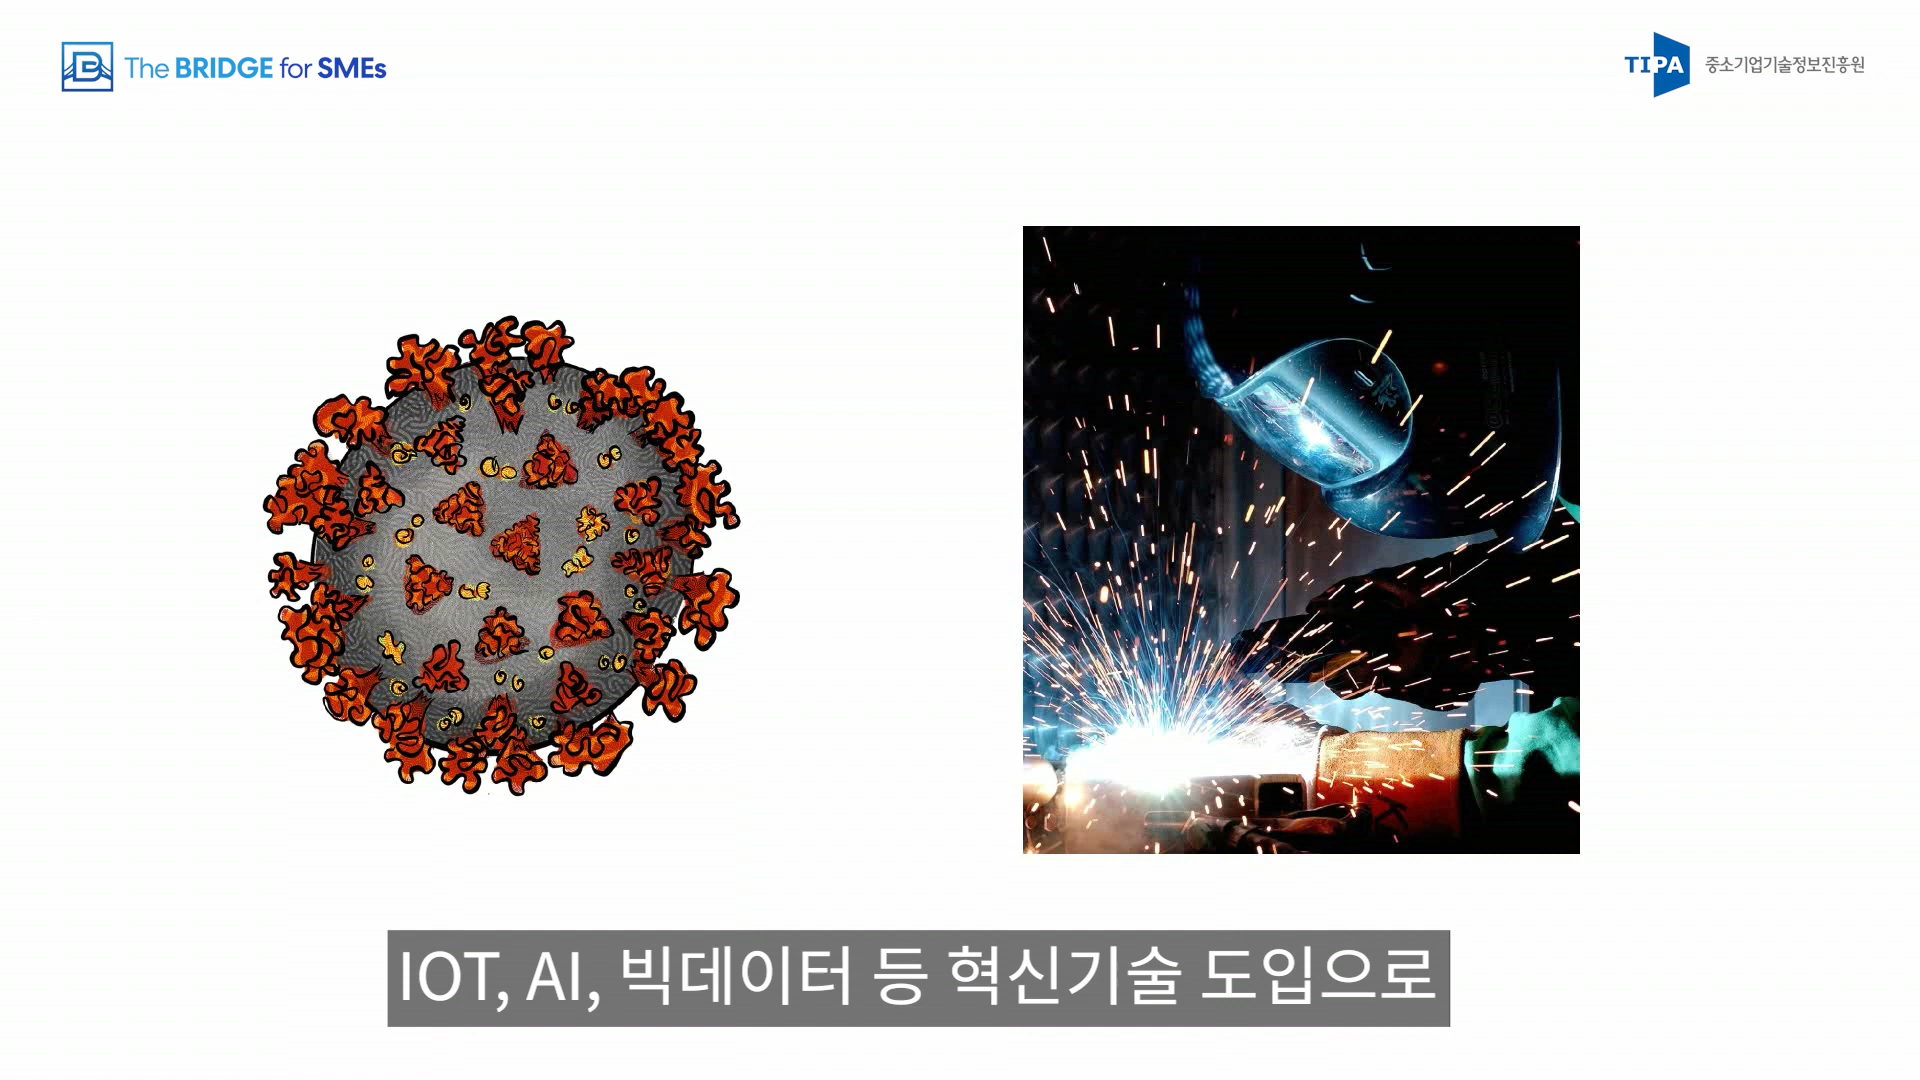 The BRIDGE for SMEs
TIPA 중소기업기술정보진흥원
IOT, AI, 빅데이터 등 혁신기술 도입으로